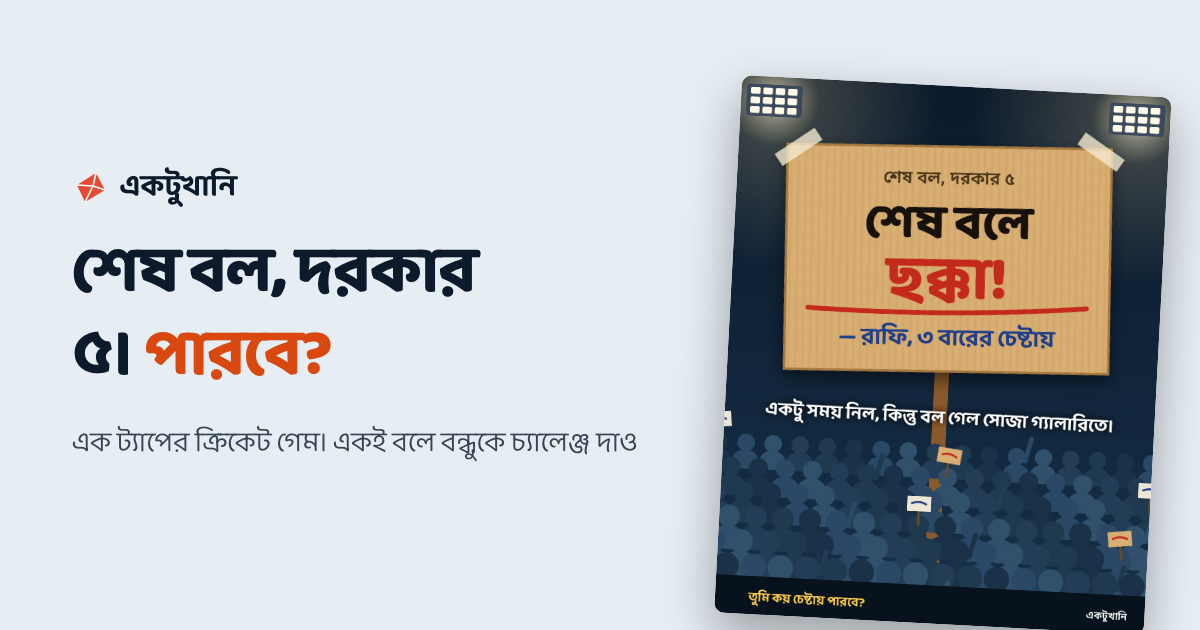 একটুখানি
শেষ বল, দরকার
৫। পারবে?
এক ট্যাপের ক্রিকেট গেম। একই বলে বন্ধুকে চ্যালেঞ্জ দাও
শেষ বল, দরকার ৫
শেষ বলে
ছক্কা!
— রাফি, ৩ বারের চেষ্টায়
একটু সময় নিল, কিন্তু বল গেল সোজা গ্যালারিতে।
তুমি কয় চেষ্টায় পারবে?
একটুখানি